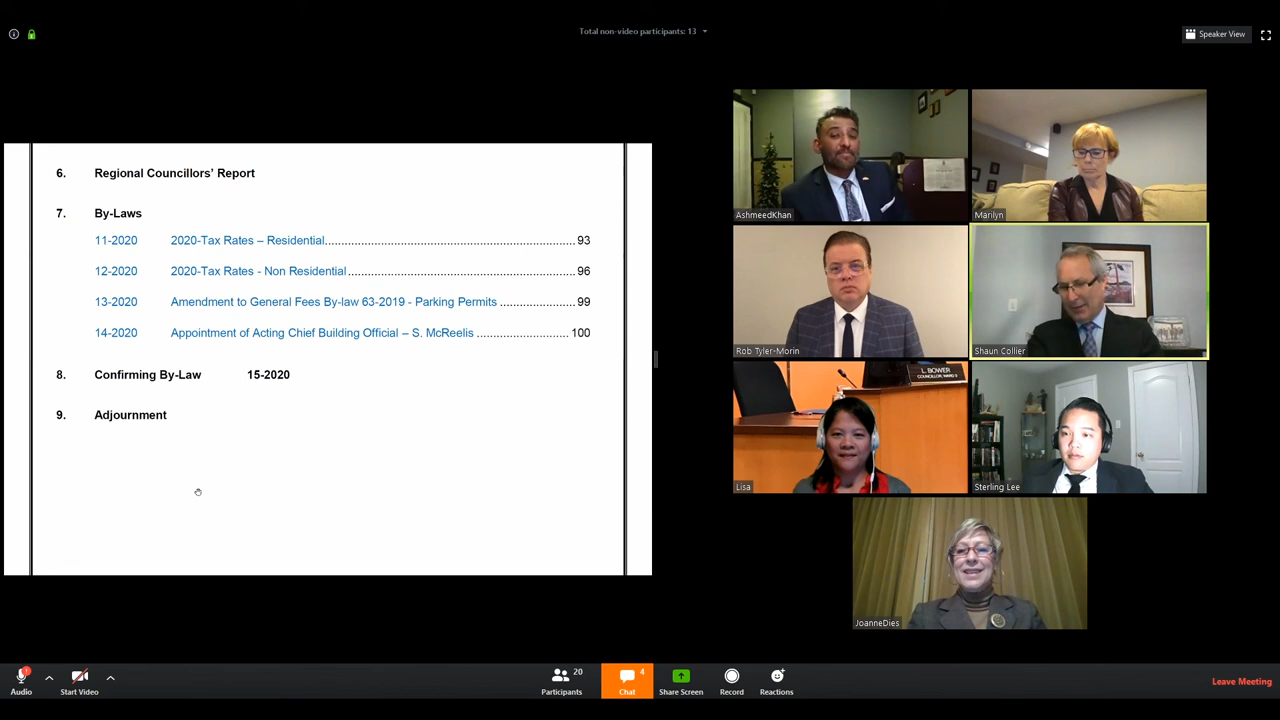 Total non-video participants: 13
Speaker View
6. Regional Councillors' Report
7. By-Laws
11-2020 2020-Tax Rates – Residential 93
12-2020 2020-Tax Rates - Non Residential 96
13-2020 Amendment to General Fees By-law 63-2019 - Parking Permits 99
14-2020 Appointment of Acting Chief Building Official – S. McReelis 100
8. Confirming By-Law 15-2020
9. Adjournment
AshmeedKhan
Marilyn
Rob Tyler-Morin
Shaun Collier
L. BOWER
COUNCILLOR, WARD 3
Lisa
Sterling Lee
JoanneDies
Audio
Start Video
20
Participants
4
Chat
Share Screen
Record
Reactions
Leave Meeting